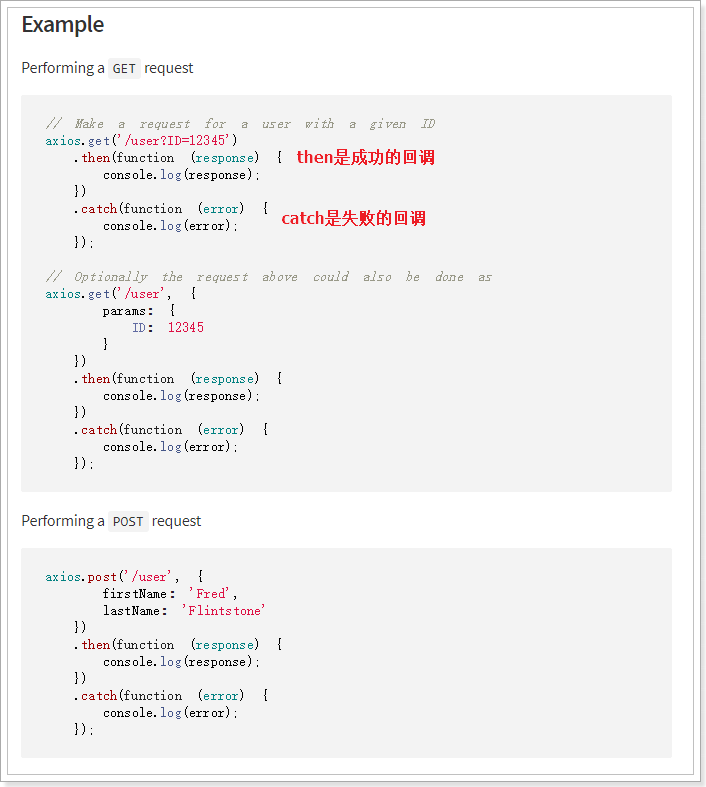 Example
Performing a GET request
// Make a request for a user with a given ID
axios.get('/user?ID=12345')
.then(function (response) { then是成功的回调
console.log(response);
})
.catch(function (error) {
catch是失败的回调
console.log(error);
});
// Optionally the request above could also be done as
axios.get('/user', {
params: {
ID: 12345
}
})
.then(function (response) {
console.log(response);
})
.catch(function (error) {
console.log(error);
});
Performing a POST request
axios.post('/user', {
firstName: 'Fred',
lastName: 'Flintstone'
})
.then(function (response) {
console.log(response);
})
.catch(function (error) {
console.log(error);
});